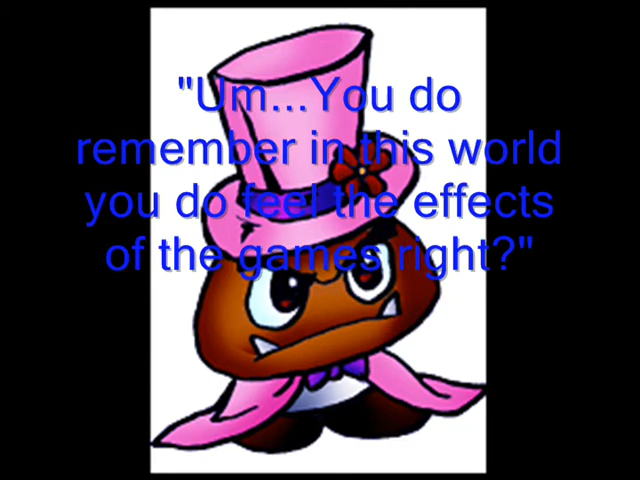 "Um...You do
remember in this world
you do feel the effects
of the games right?"